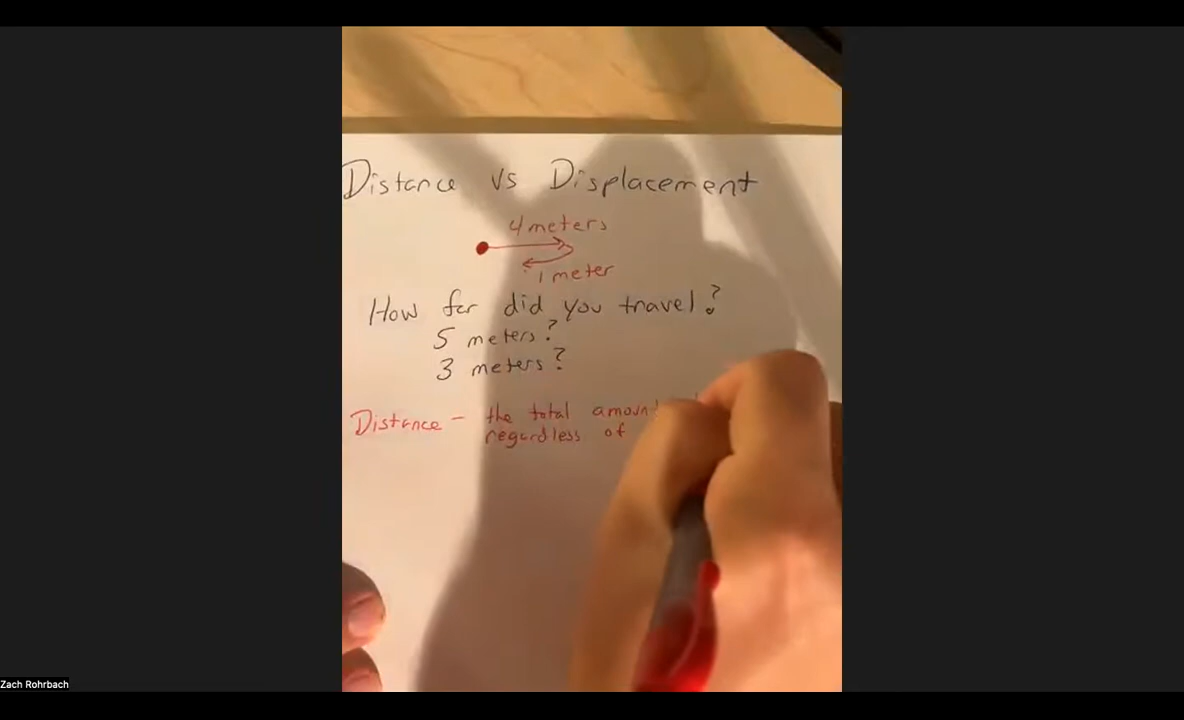 Distance vs Displacement
4 meters
1 meter
How far did you travel?
5 meters?
3 meters?
Distance - the total amount
regardless of
Zach Rohrbach